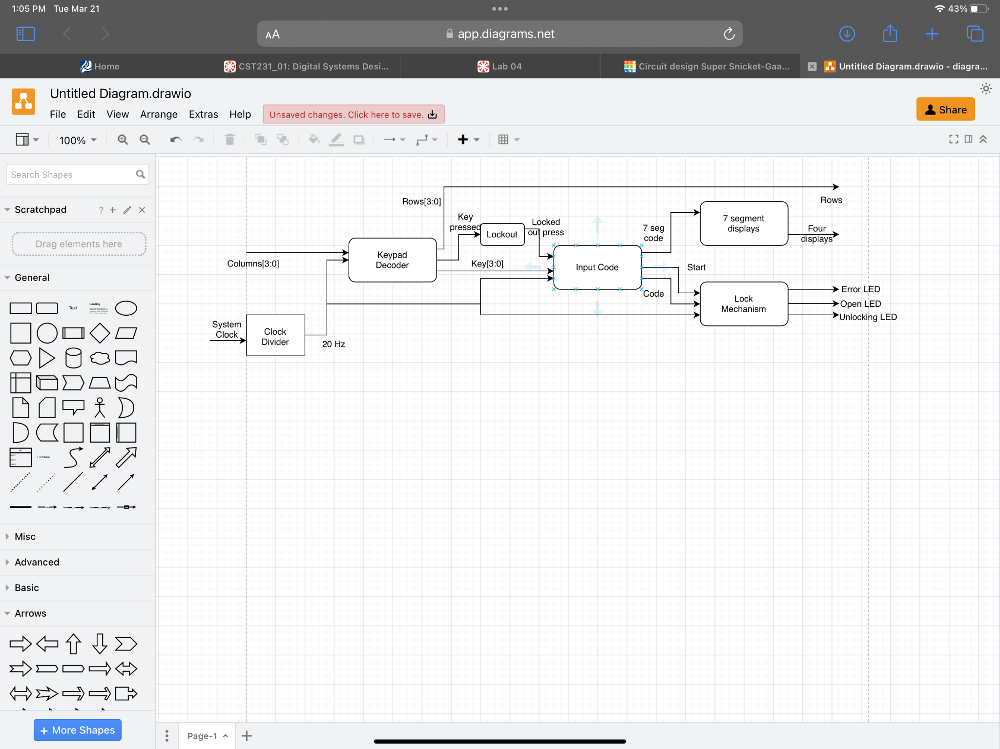 1:05 PM Tue Mar 21
43%
AA
app.diagrams.net
Home
CST231_01: Digital Systems Desi...
Lab 04
Circuit design Super Snicket-Gaa...
Untitled Diagram.drawio - diagra...
Untitled Diagram.drawio
File Edit View Arrange Extras Help
Unsaved changes. Click here to save.
Share
100%
Search Shapes
Scratchpad
?
Drag elements here
General
Text
Heading
List Item
Misc
Advanced
Basic
Arrows
+ More Shapes
Page-1
Rows[3:0]
Rows
Key
pressed
Lockout
Locked
out press
7 seg
code
7 segment
displays
Four
displays
Columns[3:0]
Keypad
Decoder
Key[3:0]
Input Code
Start
Code
Lock
Mechanism
Error LED
Open LED
Unlocking LED
System
Clock
Clock
Divider
20 Hz